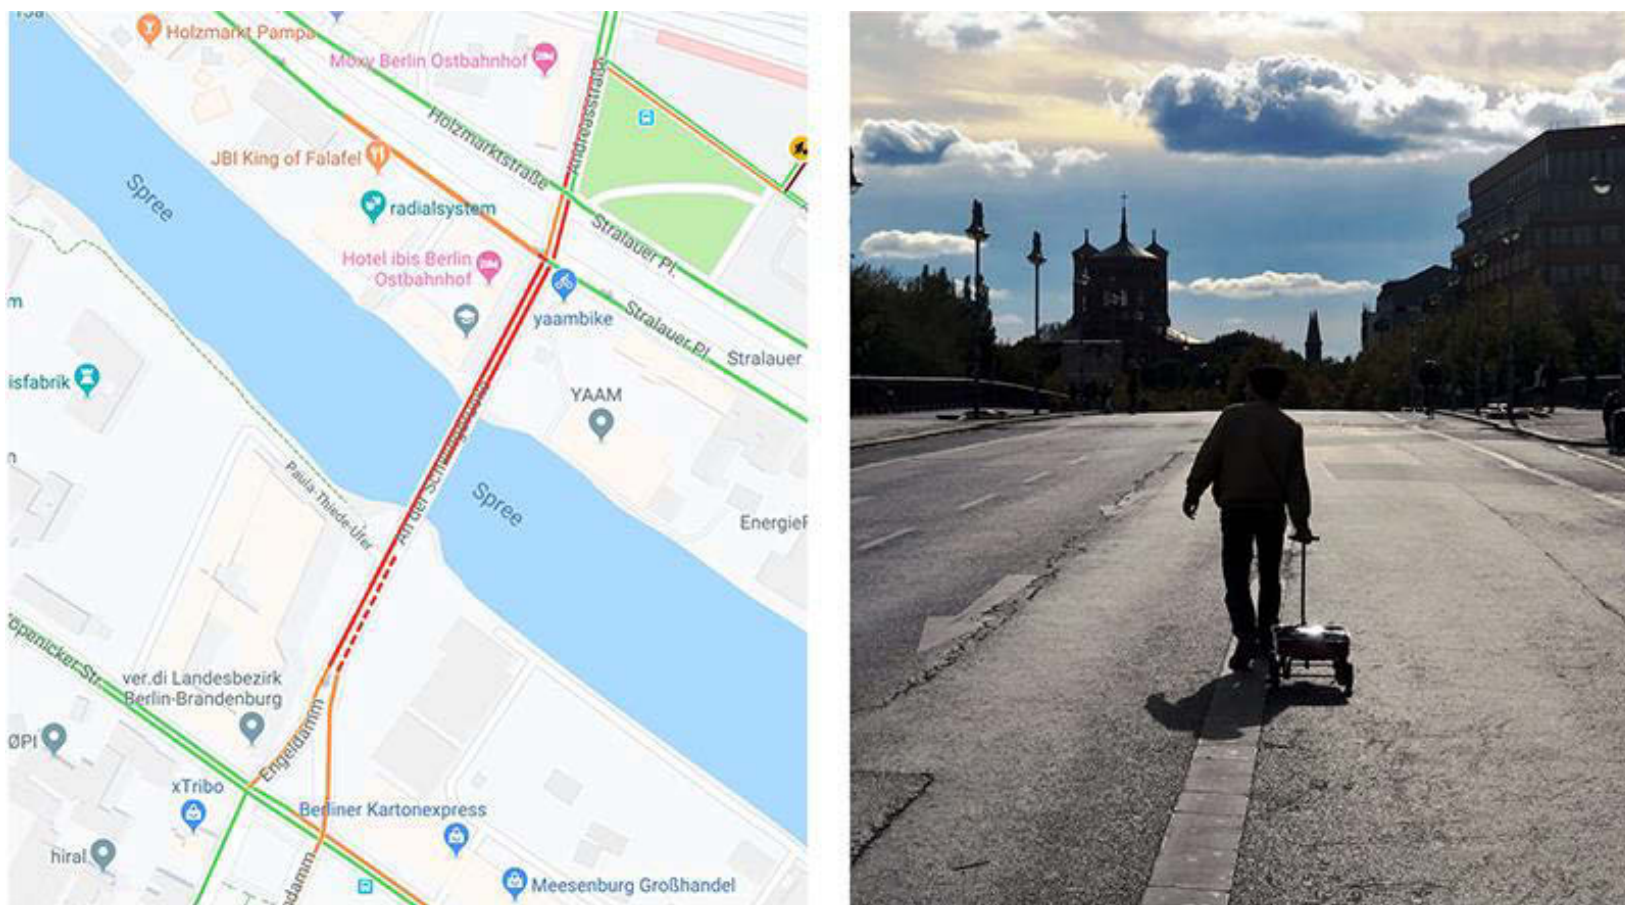 Holzmarkt Pampa
Moxy Berlin Ostbahnhof
Andreasstraße
Holzmarktstraße
JBI King of Falafel
Spree
radialsystem
Stralauer Pl.
Hotel ibis Berlin
Ostbahnhof
yaambike
Stralauer Pl
Stralauer
isfabrik
YAAM
An der Schillingbrücke
Spree
Paula-Thiede-Ufer
öpenicker Str.
ver.di Landesbezirk
Berlin-Brandenburg
ØPI
Engeldamm
xTribo
Berliner Kartonexpress
hiral
damm
Meesenburg Großhandel